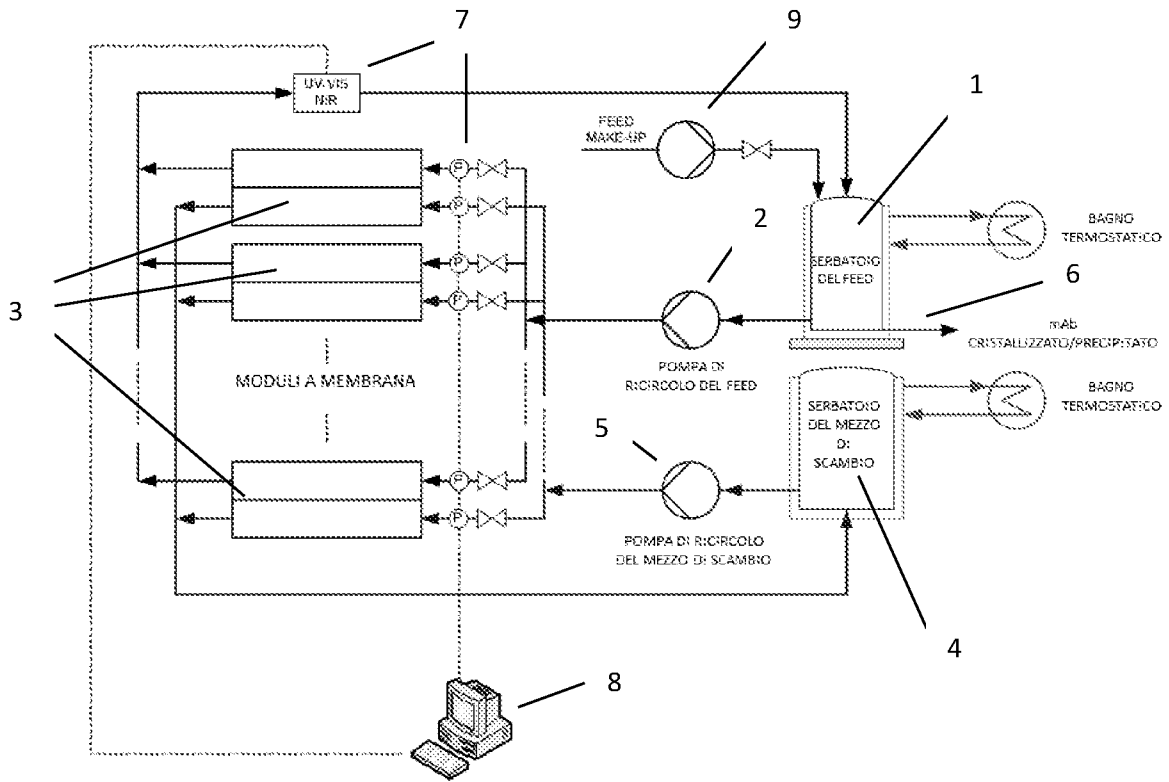 7
9
1
UV-VIS
NIR
FEED
MAKE-UP
P
P
2
BAGNO
TERMOSTATICO
SERBATOIO
DEL FEED
6
P
P
3
mAb
CRISTALLIZZATO/PRECIPITATO
MODULI A MEMBRANA
POMPA DI
RICIRCOLO DEL FEED
BAGNO
TERMOSTATICO
SERBATOIO
DEL MEZZO
DI
SCAMBIO
5
P
P
POMPA DI RICIRCOLO
DEL MEZZO DI SCAMBIO
4
8